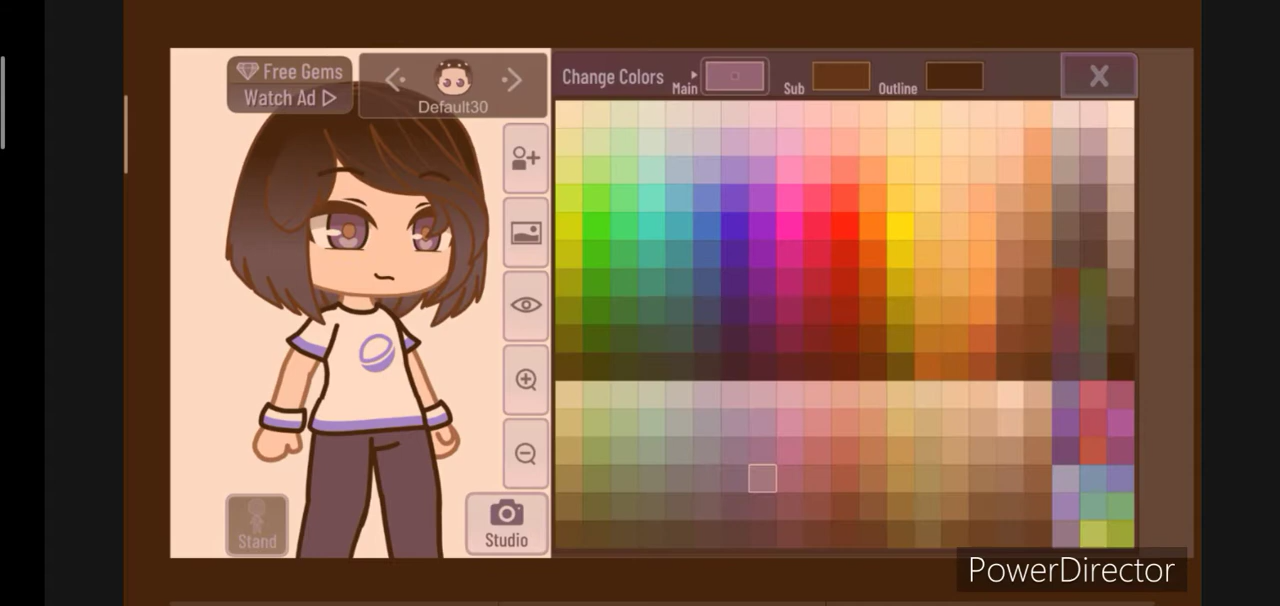 Free Gems
Watch Ad
Default30
Change Colors
Main
Sub
Outline
X
Stand
Studio
PowerDirector